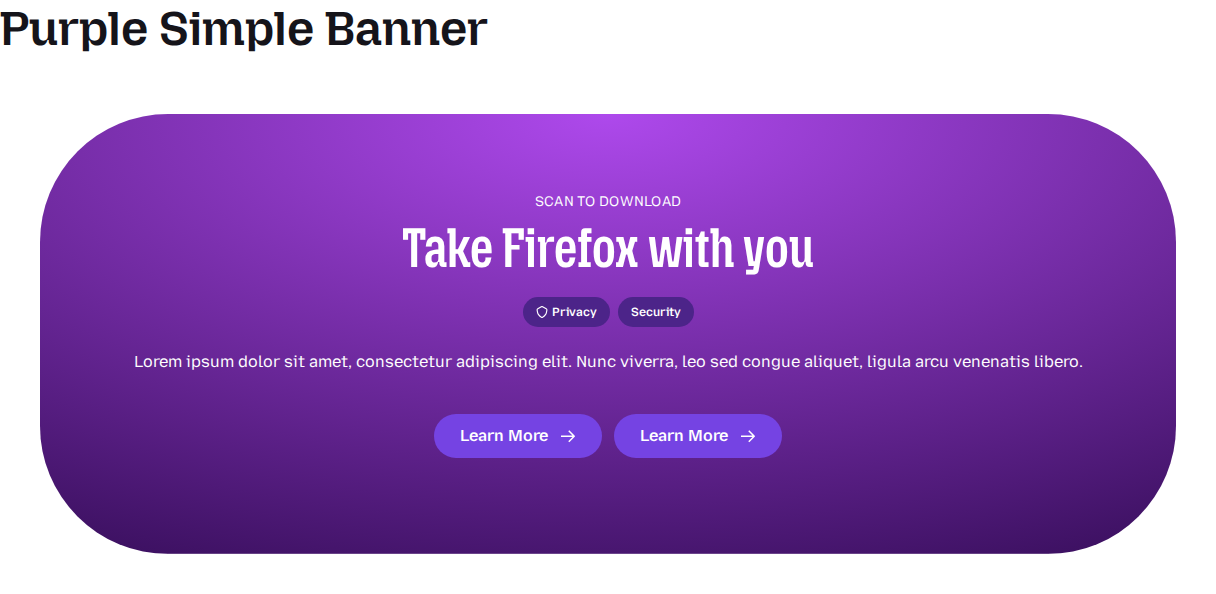 Purple Simple Banner
SCAN TO DOWNLOAD
Take Firefox with you
Privacy Security
Lorem ipsum dolor sit amet, consectetur adipiscing elit. Nunc viverra, leo sed congue aliquet, ligula arcu venenatis libero.
Learn More Learn More